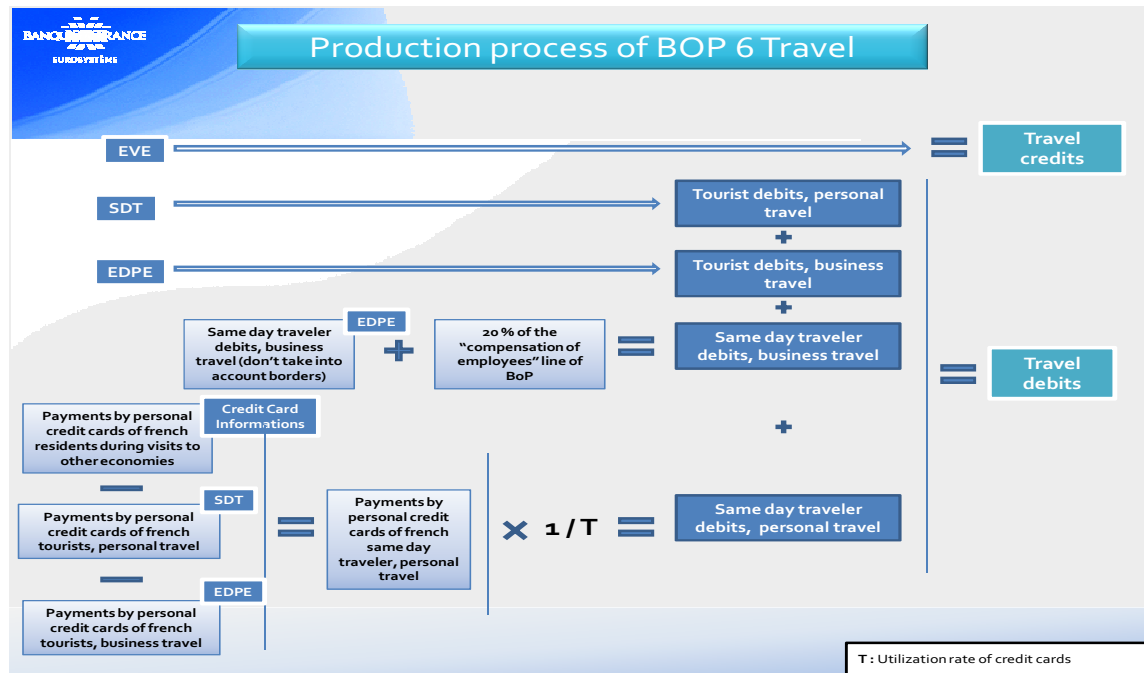 BANQUE DE FRANCE
EUROSYSTÈME
Production process of BOP 6 Travel
EVE
=
Travel
credits
SDT
Tourist debits, personal
travel
+
EDPE
Tourist debits, business
travel
+
EDPE
Same day traveler
debits, business
travel (don't take into
account borders)
+
20 % of the
“compensation of
employees” line of
BoP
=
Same day traveler
debits, business travel
=
Travel
debits
+
Credit Card
Informations
Payments by personal
credit cards of french
residents during visits to
other economies
—
SDT
Payments by personal
credit cards of french
tourists, personal travel
—
EDPE
Payments by personal
credit cards of french
tourists, business travel
=
Payments by
personal credit
cards of french
same day
traveler, personal
travel
× 1 / T =
Same day traveler
debits, personal travel
T : Utilization rate of credit cards